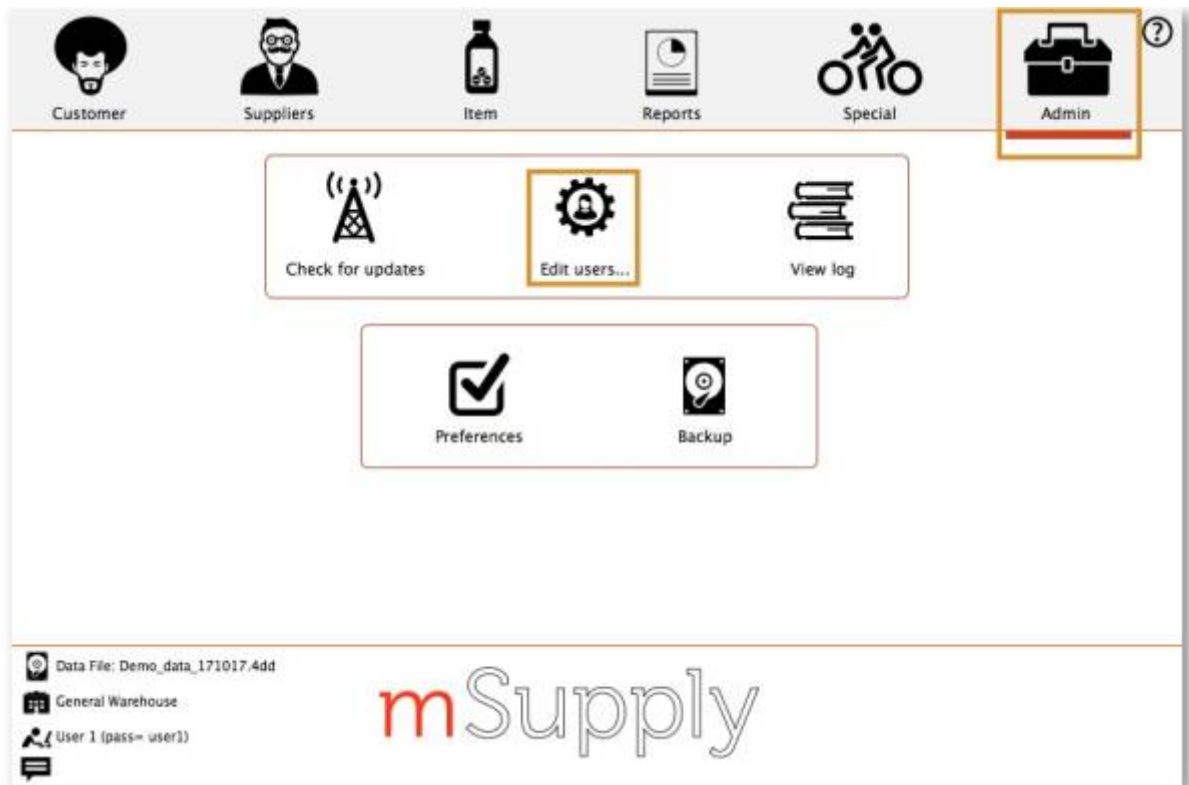 ?
Customer Suppliers Item Reports Special Admin
Check for updates Edit users... View log
Preferences Backup
Data File: Demo_data_171017.4dd
General Warehouse
User 1 (pass= user1)
mSupply